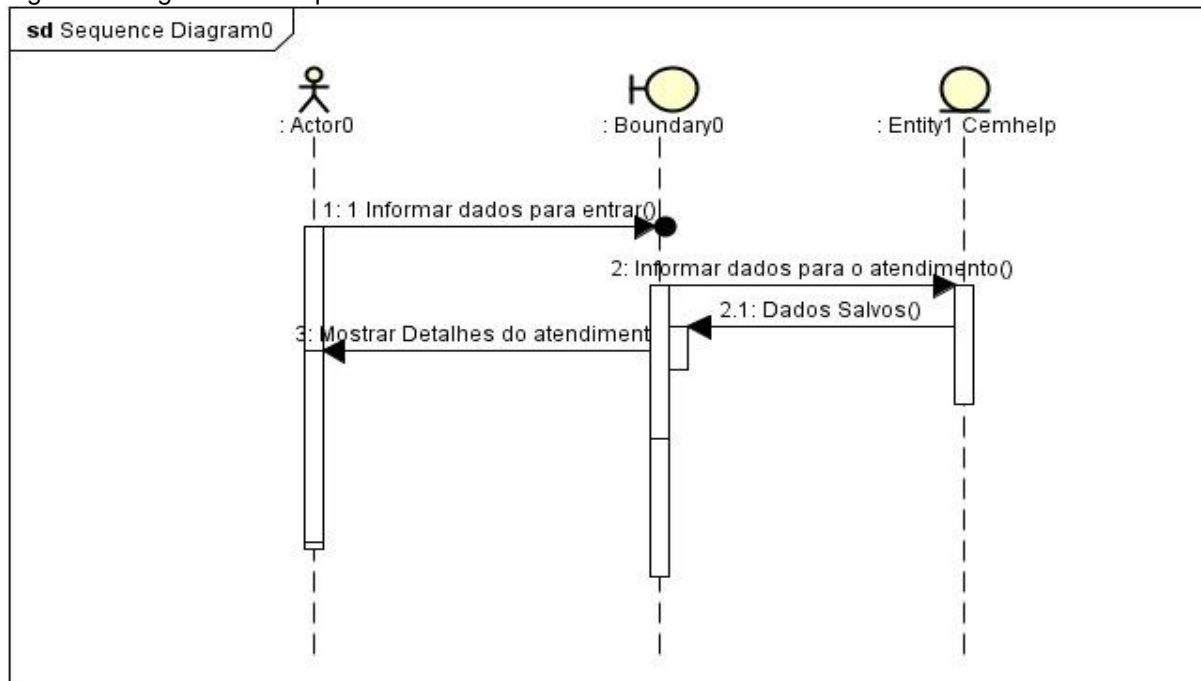 sd Sequence Diagram0
: Actor0
: Boundary0
: Entity1 Cemhelp
1: 1 Informar dados para entrar()
2: Informar dados para o atendimento()
2.1: Dados Salvos()
3: Mostrar Detalhes do atendiment